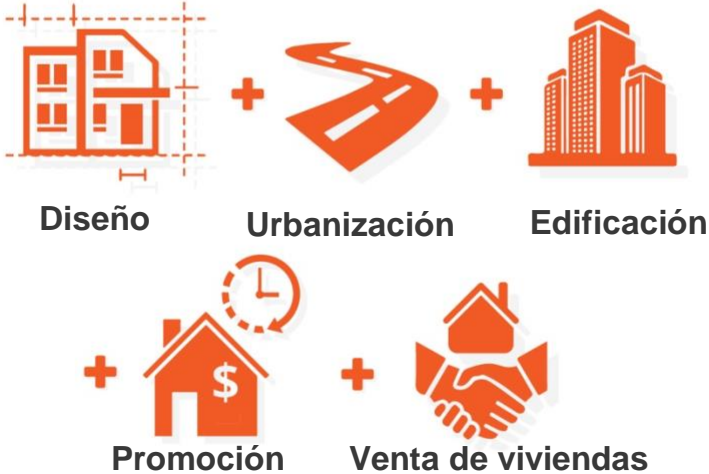 Diseño
Urbanización
Edificación
$
Promoción
Venta de viviendas